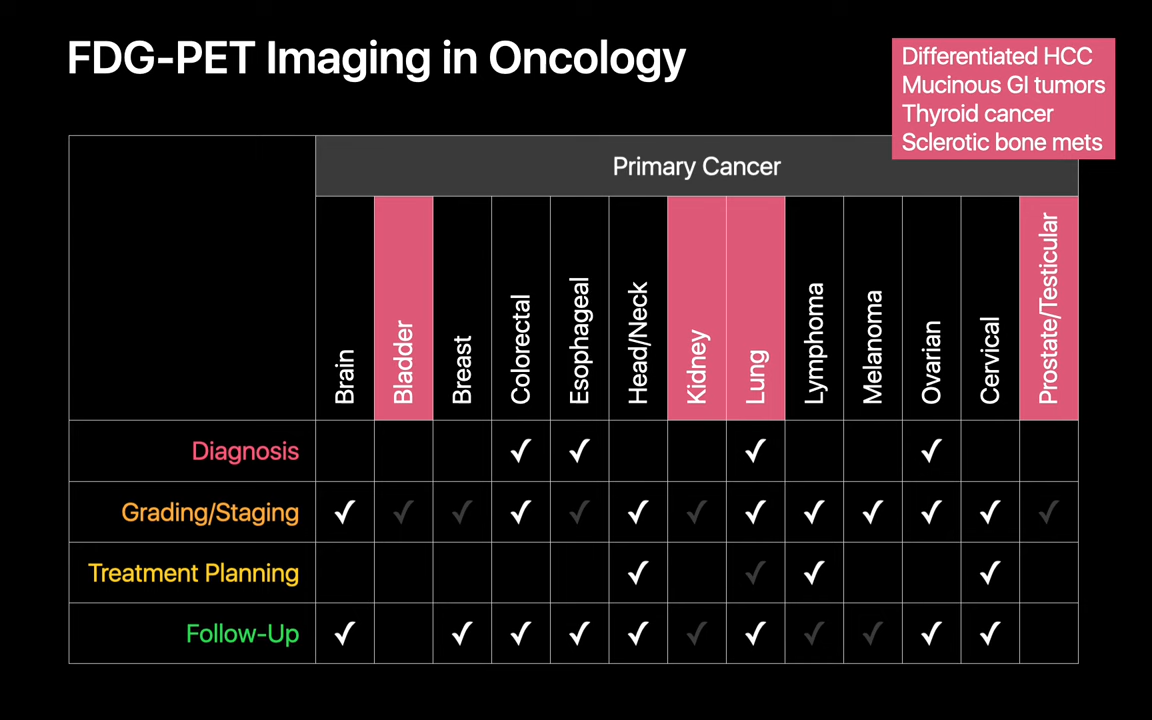 FDG-PET Imaging in Oncology
Differentiated HCC
Mucinous GI tumors
Thyroid cancer
Sclerotic bone mets
Primary Cancer
Brain
Bladder
Breast
Colorectal
Esophageal
Head/Neck
Kidney
Lung
Lymphoma
Melanoma
Ovarian
Cervical
Prostate/Testicular
Diagnosis ✓ ✓ ✓ ✓
Grading/Staging ✓ ✓ ✓ ✓ ✓ ✓ ✓ ✓ ✓ ✓ ✓ ✓ ✓
Treatment Planning ✓ ✓ ✓ ✓
Follow-Up ✓ ✓ ✓ ✓ ✓ ✓ ✓ ✓ ✓ ✓ ✓